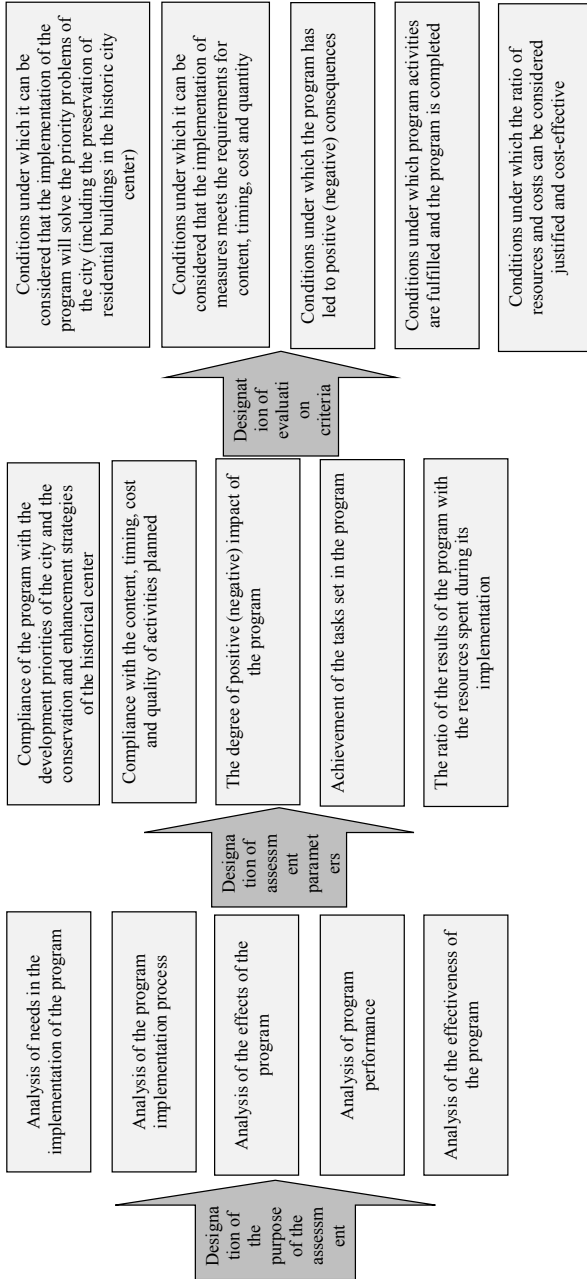 Designa
tion of
the
purpose
of the
assessm
ent
Analysis of needs in the
implementation of the program
Analysis of the program
implementation process
Analysis of the effects of the
program
Analysis of program
performance
Analysis of the effectiveness of
the program
Designa
tion of
assessm
ent
paramet
ers
Compliance of the program with the
development priorities of the city and the
conservation and enhancement strategies
of the historical center
Compliance with the content, timing, cost
and quality of activities planned
The degree of positive (negative) impact of
the program
Achievement of the tasks set in the program
The ratio of the results of the program with
the resources spent during its
implementation
Designat
ion of
evaluati
on
criteria
Conditions under which it can be
considered that the implementation of the
program will solve the priority problems of
the city (including the preservation of
residential buildings in the historic city
center)
Conditions under which it can be
considered that the implementation of
measures meets the requirements for
content, timing, cost and quantity
Conditions under which the program has
led to positive (negative) consequences
Conditions under which program activities
are fulfilled and the program is completed
Conditions under which the ratio of
resources and costs can be considered
justified and cost-effective